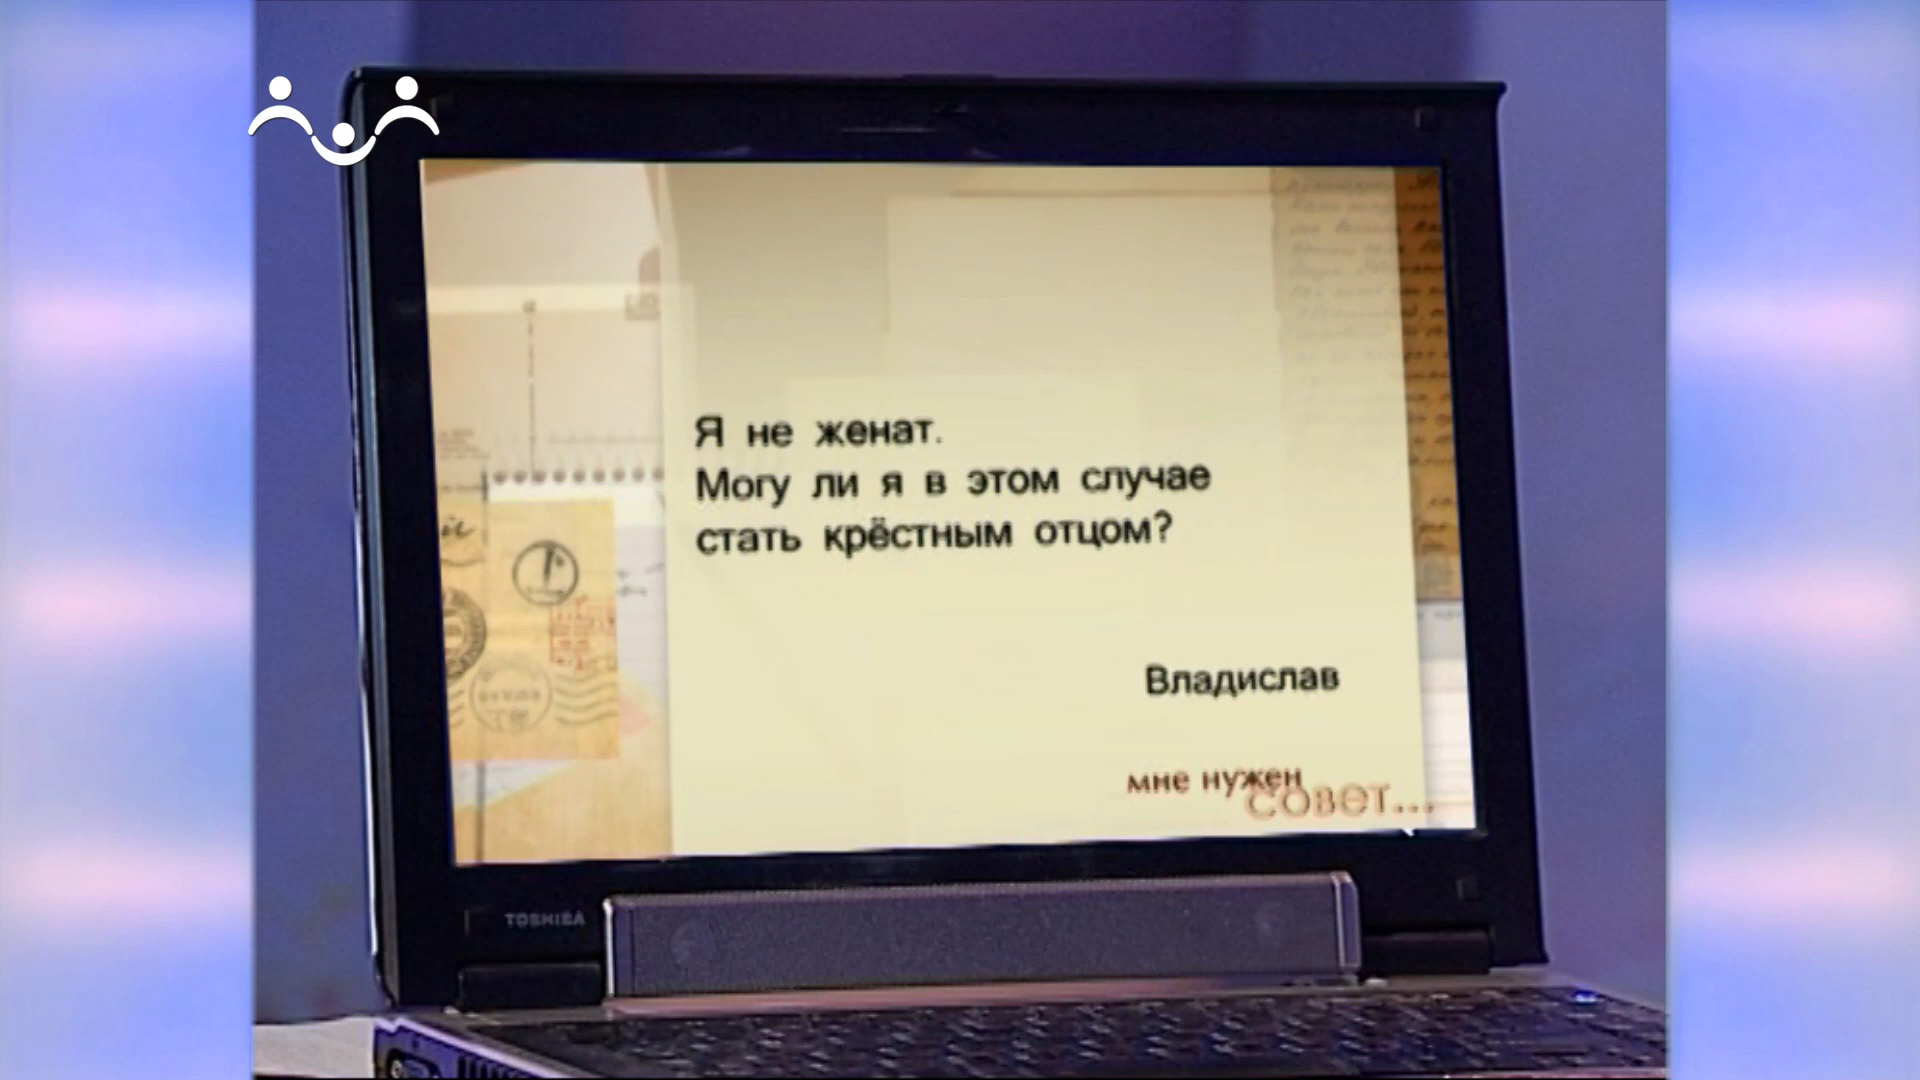 Я не женат.
Могу ли я в этом случае
стать крёстным отцом?
Владислав
мне нужен
совет...
TOSHIBA